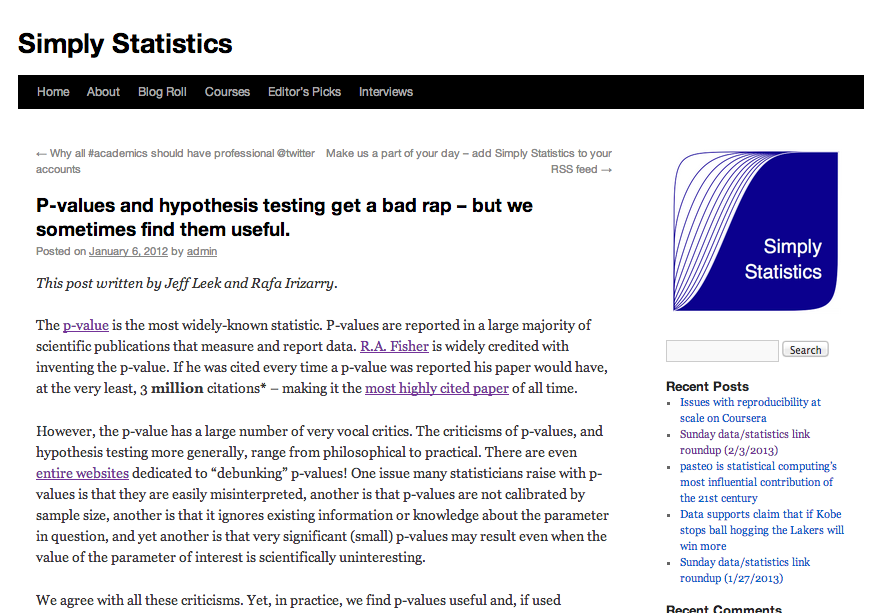 Simply Statistics
Home About Blog Roll Courses Editor's Picks Interviews
← Why all #academics should have professional @twitter
accounts
Make us a part of your day – add Simply Statistics to your
RSS feed →
P-values and hypothesis testing get a bad rap – but we
sometimes find them useful.
Posted on January 6, 2012 by admin
This post written by Jeff Leek and Rafa Irizarry.
The p-value is the most widely-known statistic. P-values are reported in a large majority of
scientific publications that measure and report data. R.A. Fisher is widely credited with
inventing the p-value. If he was cited every time a p-value was reported his paper would have,
at the very least, 3 million citations* – making it the most highly cited paper of all time.
However, the p-value has a large number of very vocal critics. The criticisms of p-values, and
hypothesis testing more generally, range from philosophical to practical. There are even
entire websites dedicated to “debunking” p-values! One issue many statisticians raise with p-
values is that they are easily misinterpreted, another is that p-values are not calibrated by
sample size, another is that it ignores existing information or knowledge about the parameter
in question, and yet another is that very significant (small) p-values may result even when the
value of the parameter of interest is scientifically uninteresting.
We agree with all these criticisms. Yet, in practice, we find p-values useful and, if used
Simply
Statistics
Search
Recent Posts
Issues with reproducibility at
scale on Coursera
Sunday data/statistics link
roundup (2/3/2013)
paste0 is statistical computing's
most influential contribution of
the 21st century
Data supports claim that if Kobe
stops ball hogging the Lakers will
win more
Sunday data/statistics link
roundup (1/27/2013)
Recent Comments